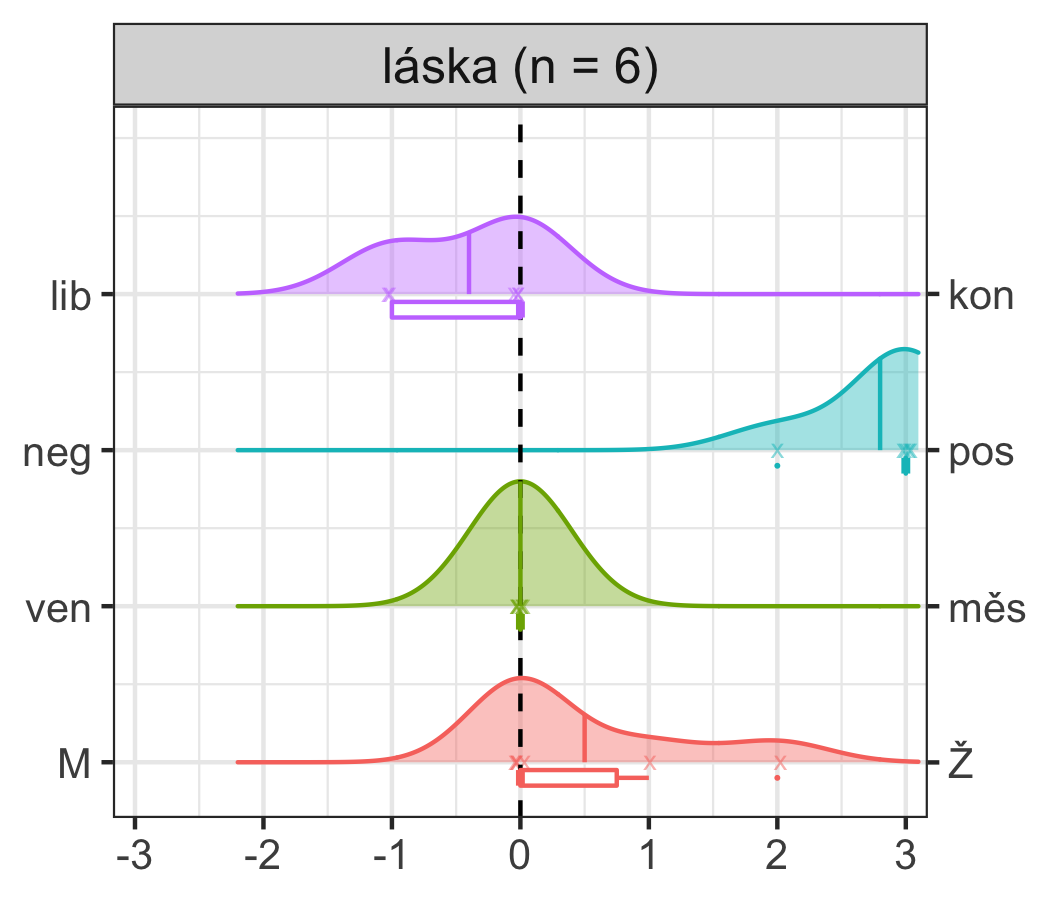 láska (n = 6)
lib kon
neg pos
ven měs
M Ž
-3 -2 -1 0 1 2 3